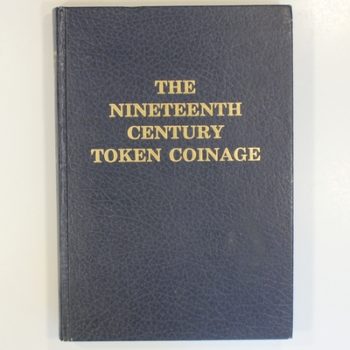 THE
NINETEENTH
CENTURY
TOKEN COINAGE